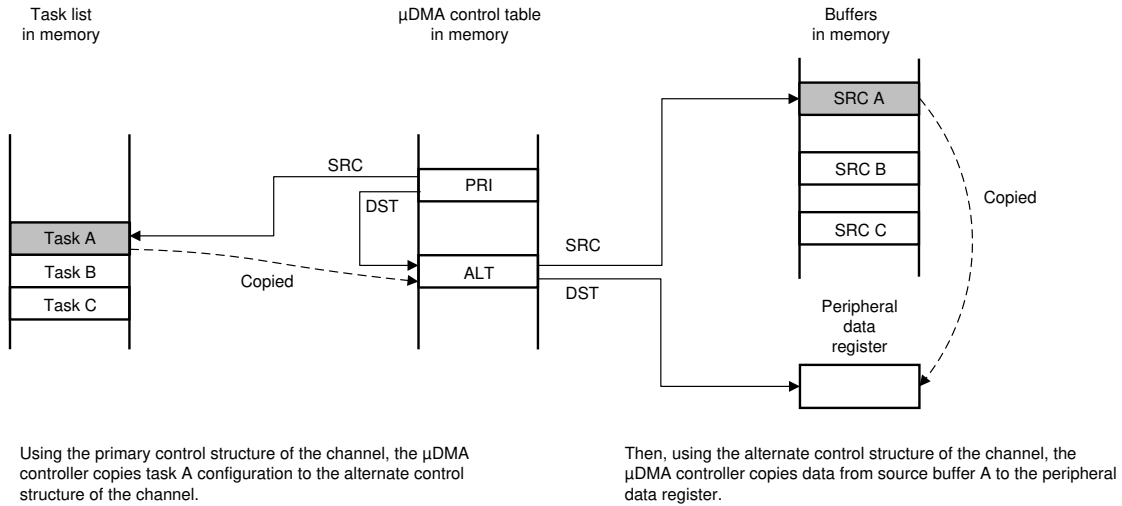 Task list
in memory
μDMA control table
in memory
Buffers
in memory
SRC A
SRC
PRI
SRC B
DST
Copied
SRC C
Task A
SRC
Task B
ALT
Copied
DST
Task C
Peripheral
data
register
Using the primary control structure of the channel, the μDMA
controller copies task A configuration to the alternate control
structure of the channel.
Then, using the alternate control structure of the channel, the
μDMA controller copies data from source buffer A to the peripheral
data register.